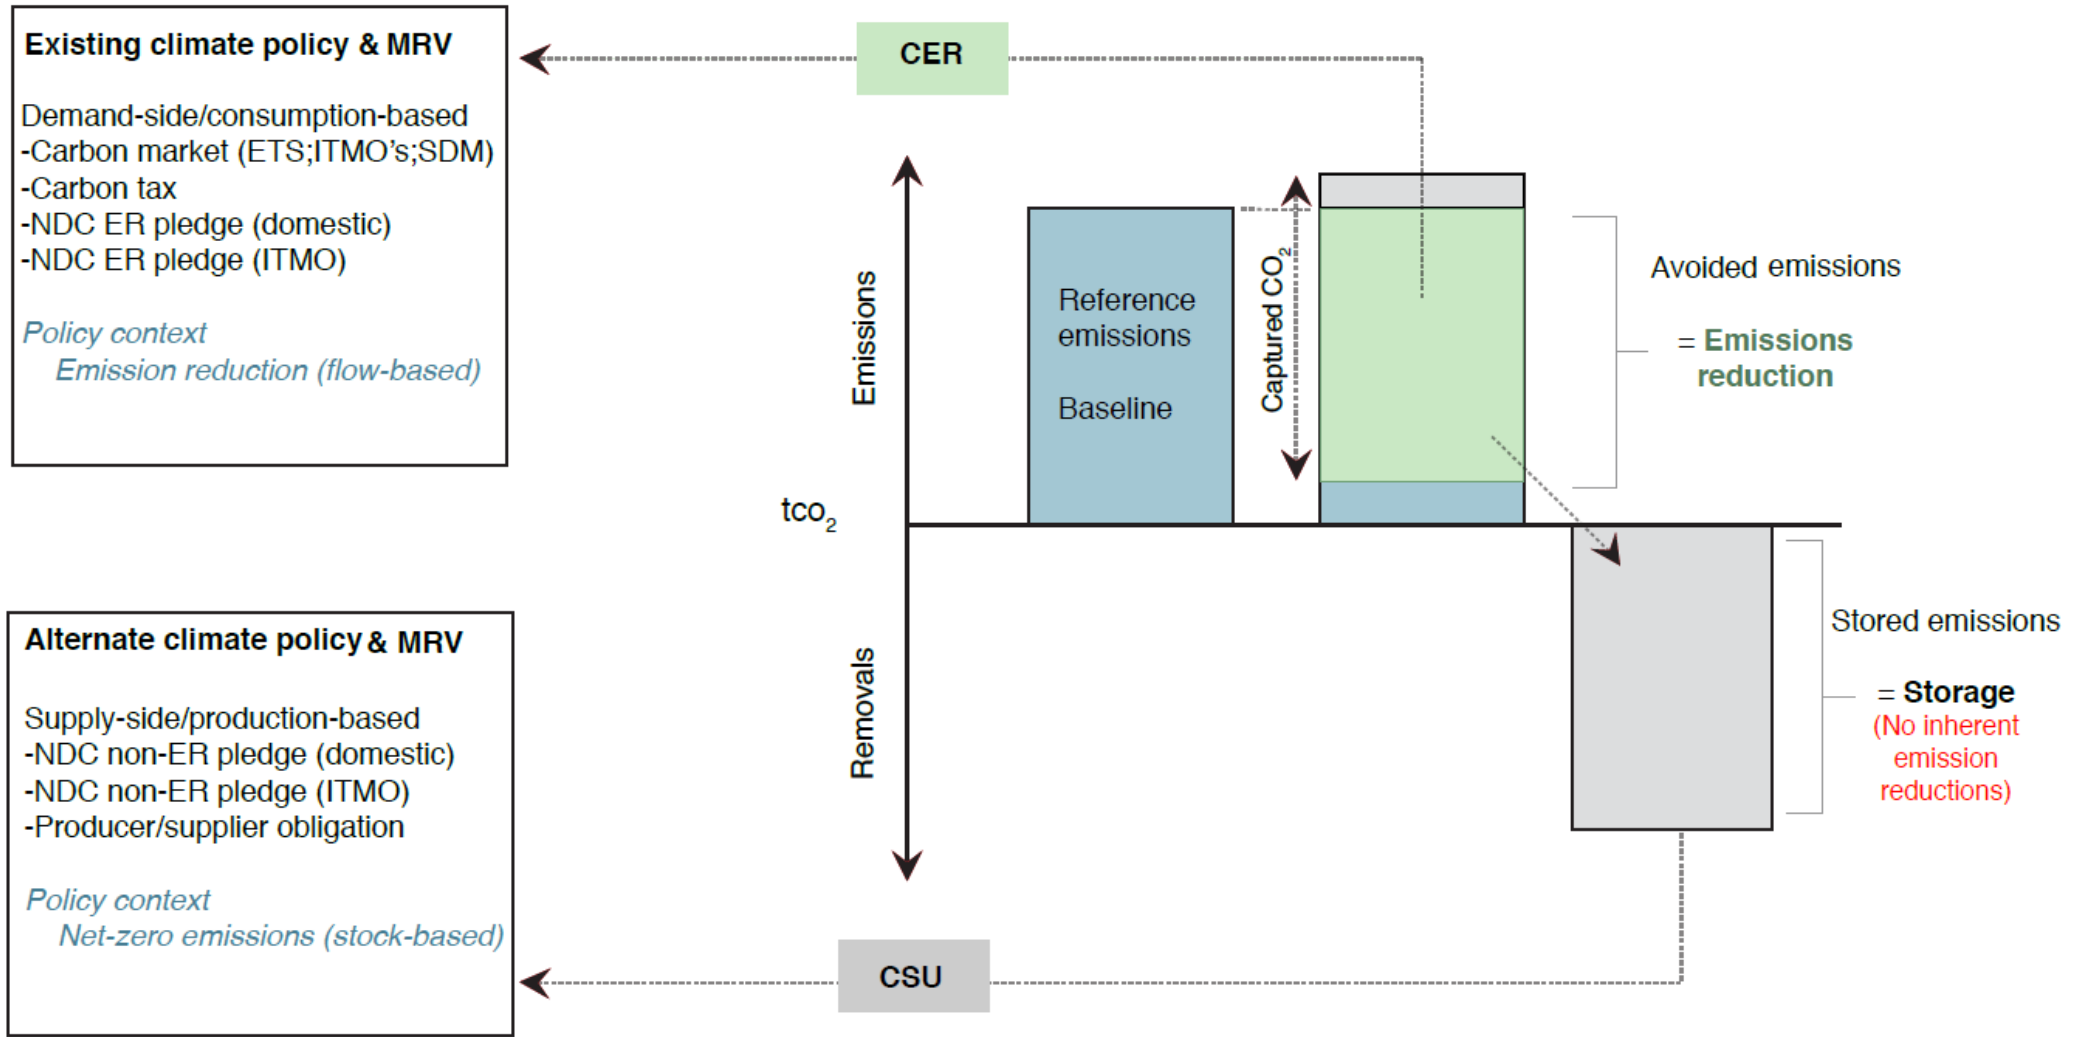 Existing climate policy & MRV
Demand-side/consumption-based
-Carbon market (ETS;ITMO's;SDM)
-Carbon tax
-NDC ER pledge (domestic)
-NDC ER pledge (ITMO)
Policy context
Emission reduction (flow-based)
CER
Emissions
Reference
emissions
Baseline
Captured CO₂
Avoided emissions
= Emissions
reduction
tco₂
Alternate climate policy & MRV
Supply-side/production-based
-NDC non-ER pledge (domestic)
-NDC non-ER pledge (ITMO)
-Producer/supplier obligation
Policy context
Net-zero emissions (stock-based)
Removals
CSU
Stored emissions
= Storage
(No inherent
emission
reductions)